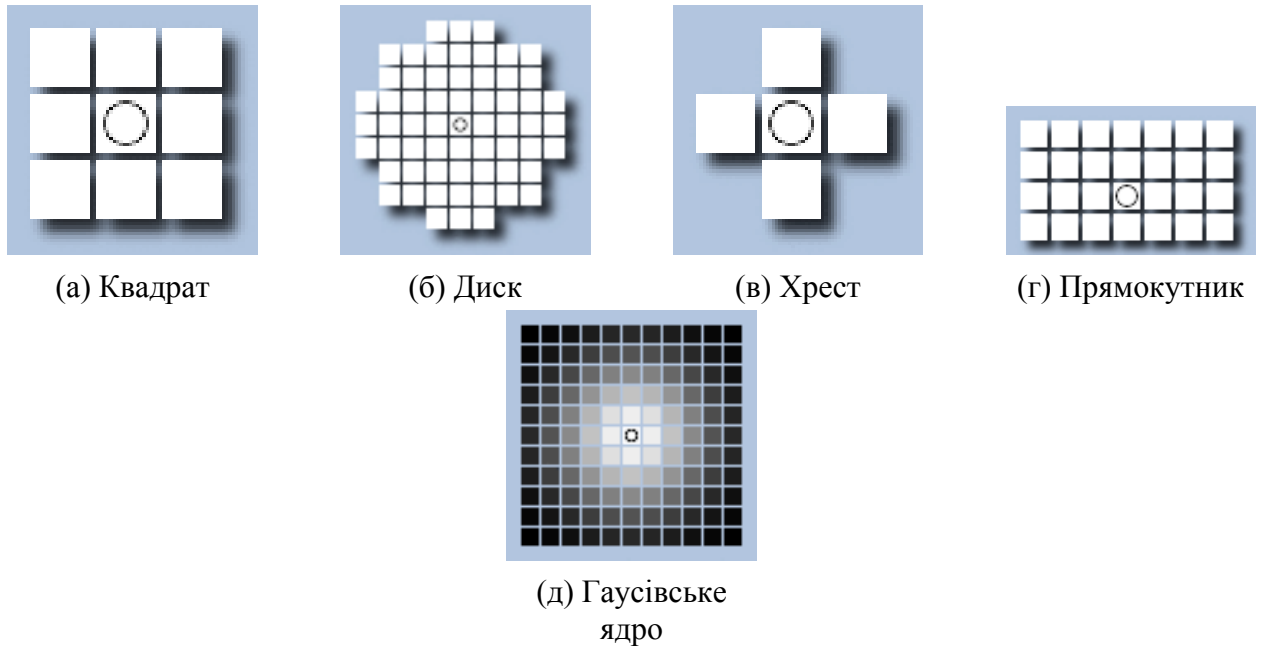 (а) Квадрат
(б) Диск
(в) Хрест
(г) Прямокутник
(д) Гаусівське
ядро